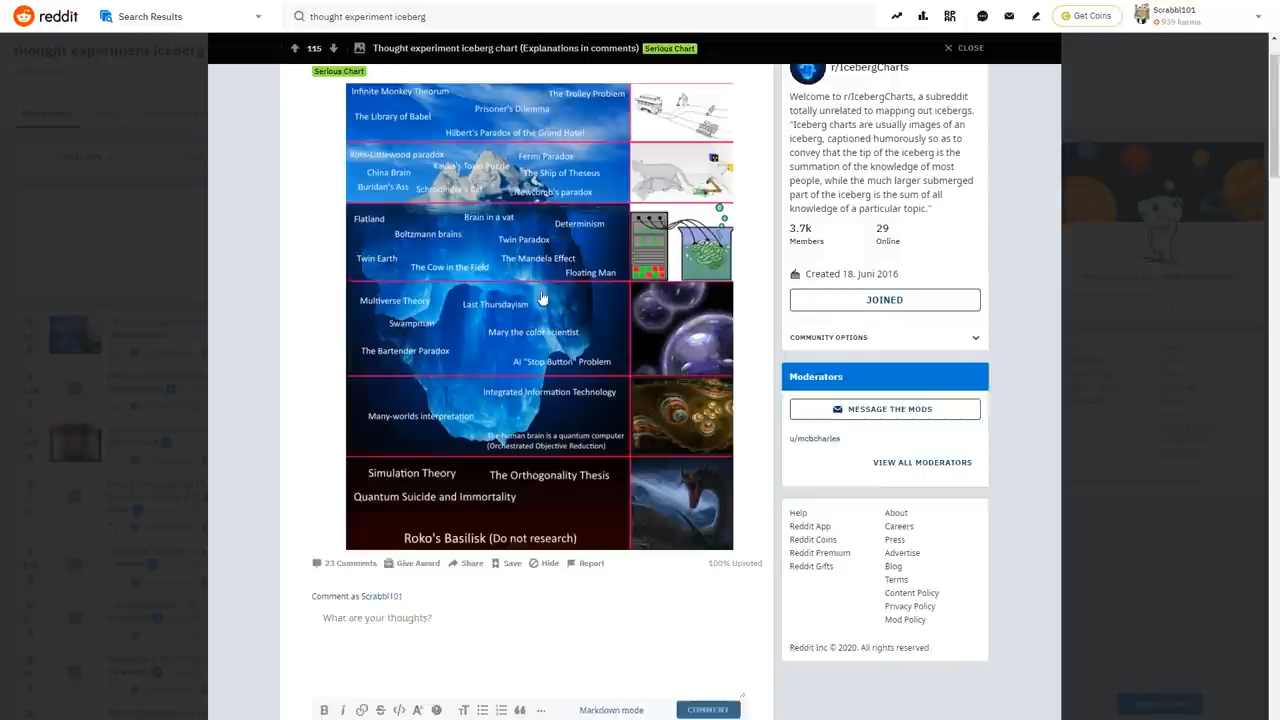 reddit
Search Results
thought experiment iceberg
Get Coins
Scrabbl101
939 karma
115
Thought experiment iceberg chart (Explanations in comments)
Serious Chart
CLOSE
Serious Chart
Infinite Monkey Theorum
The Trolley Problem
Prisoner's Dilemma
The Library of Babel
Hilbert's Paradox of the Grand Hotel
Ross-Littlewood paradox
Fermi Paradox
Kavka's Toxin Puzzle
China Brain
The Ship of Theseus
Buridan's Ass
Schrodinger's Cat
Newcomb's paradox
Flatland
Brain in a vat
Determinism
Boltzmann brains
Twin Paradox
Twin Earth
The Mandela Effect
The Cow in the Field
Floating Man
Multiverse Theory
Last Thursdayism
Swampman
Mary the color scientist
The Bartender Paradox
AI "Stop Button" Problem
Integrated Information Technology
Many-worlds interpretation
The human brain is a quantum computer
(Orchestrated Objective Reduction)
Simulation Theory
The Orthogonality Thesis
Quantum Suicide and Immortality
Roko's Basilisk (Do not research)
23 Comments
Give Award
Share
Save
Hide
Report
100% Upvoted
Comment as Scrabbl101
What are your thoughts?
Markdown mode
COMMENT
r/IcebergCharts
Welcome to r/IcebergCharts, a subreddit
totally unrelated to mapping out icebergs.
"Iceberg charts are usually images of an
iceberg, captioned humorously so as to
convey that the tip of the iceberg is the
summation of the knowledge of most
people, while the much larger submerged
part of the iceberg is the sum of all
knowledge of a particular topic."
3.7k
29
Members
Online
Created 18. Juni 2016
JOINED
COMMUNITY OPTIONS
Moderators
MESSAGE THE MODS
u/mcbcharles
VIEW ALL MODERATORS
Help
About
Reddit App
Careers
Reddit Coins
Press
Reddit Premium
Advertise
Reddit Gifts
Blog
Terms
Content Policy
Privacy Policy
Mod Policy
Reddit Inc © 2020. All rights reserved